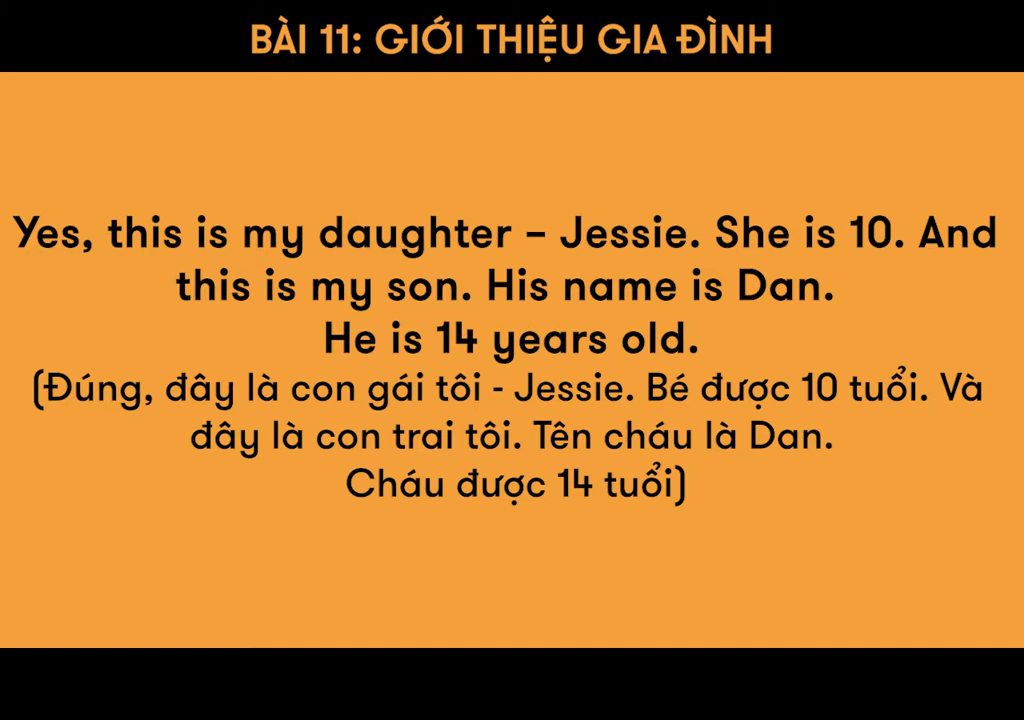 BÀI 11: GIỚI THIỆU GIA ĐÌNH
Yes, this is my daughter – Jessie. She is 10. And
this is my son. His name is Dan.
He is 14 years old.
(Đúng, đây là con gái tôi - Jessie. Bé được 10 tuổi. Và
đây là con trai tôi. Tên cháu là Dan.
Cháu được 14 tuổi)